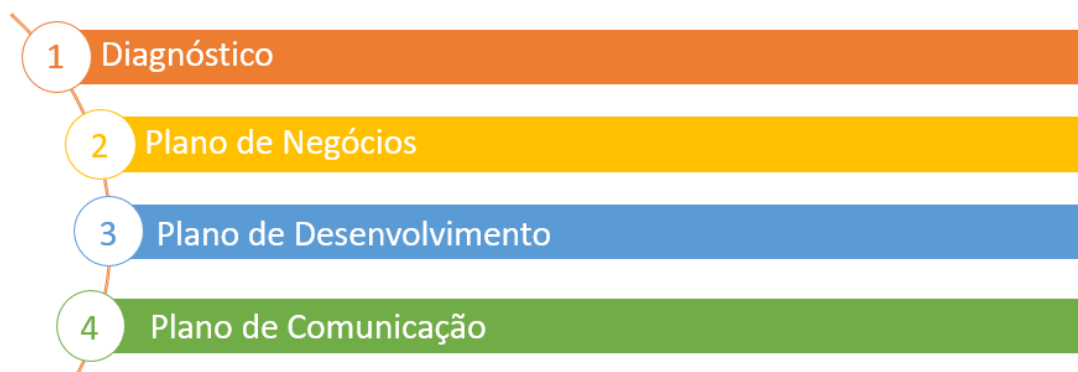 1 Diagnóstico
2 Plano de Negócios
3 Plano de Desenvolvimento
4 Plano de Comunicação